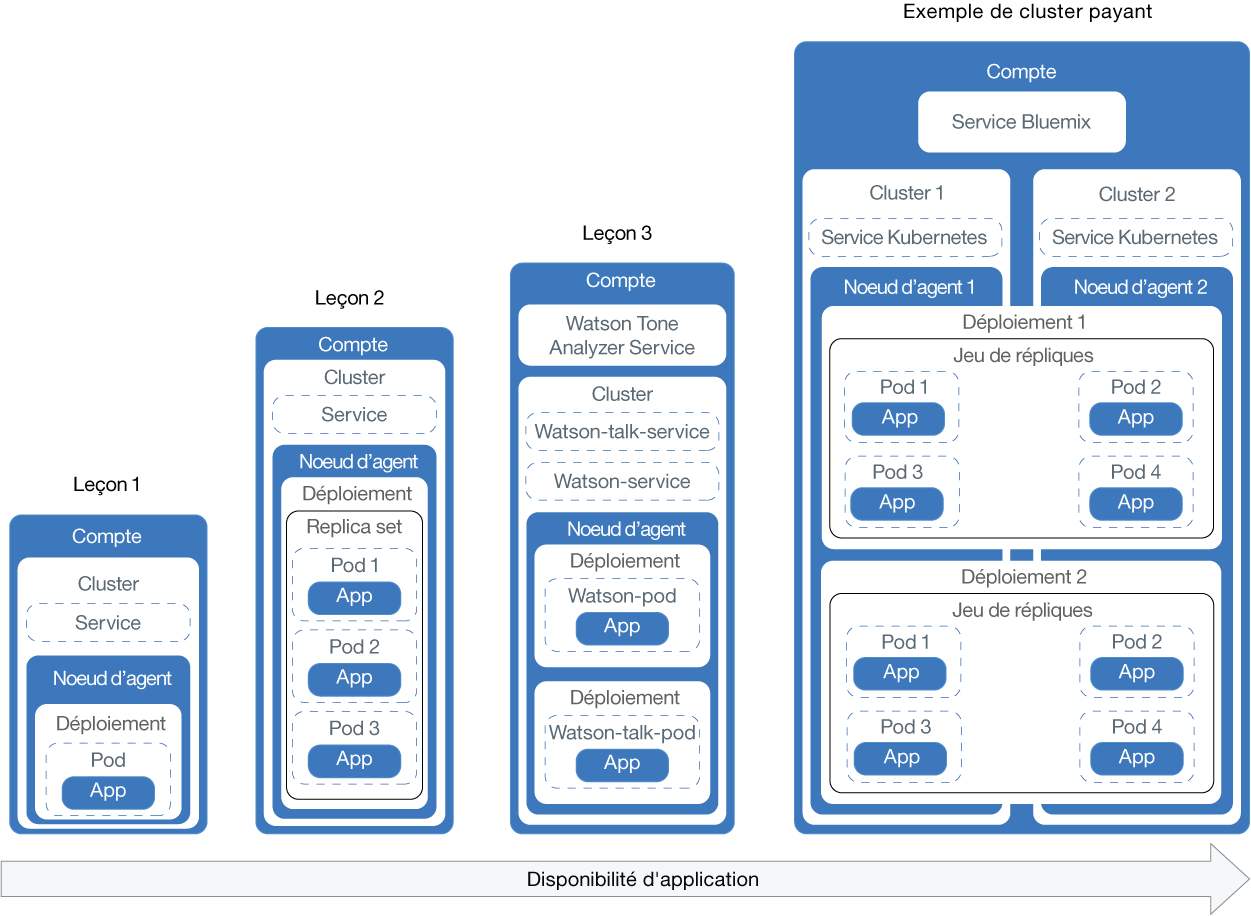 Leçon 1
Compte
Cluster
Service
Noeud d'agent
Déploiement
Pod
App
Leçon 2
Compte
Cluster
Service
Noeud d'agent
Déploiement
Replica set
Pod 1
App
Pod 2
App
Pod 3
App
Leçon 3
Compte
Watson Tone
Analyzer Service
Cluster
Watson-talk-service
Watson-service
Noeud d'agent
Déploiement
Watson-pod
App
Déploiement
Watson-talk-pod
App
Exemple de cluster payant
Compte
Service Bluemix
Cluster 1
Cluster 2
Service Kubernetes
Service Kubernetes
Noeud d'agent 1
Noeud d'agent 2
Déploiement 1
Jeu de répliques
Pod 1
App
Pod 2
App
Pod 3
App
Pod 4
App
Déploiement 2
Jeu de répliques
Pod 1
App
Pod 2
App
Pod 3
App
Pod 4
App
Disponibilité d'application